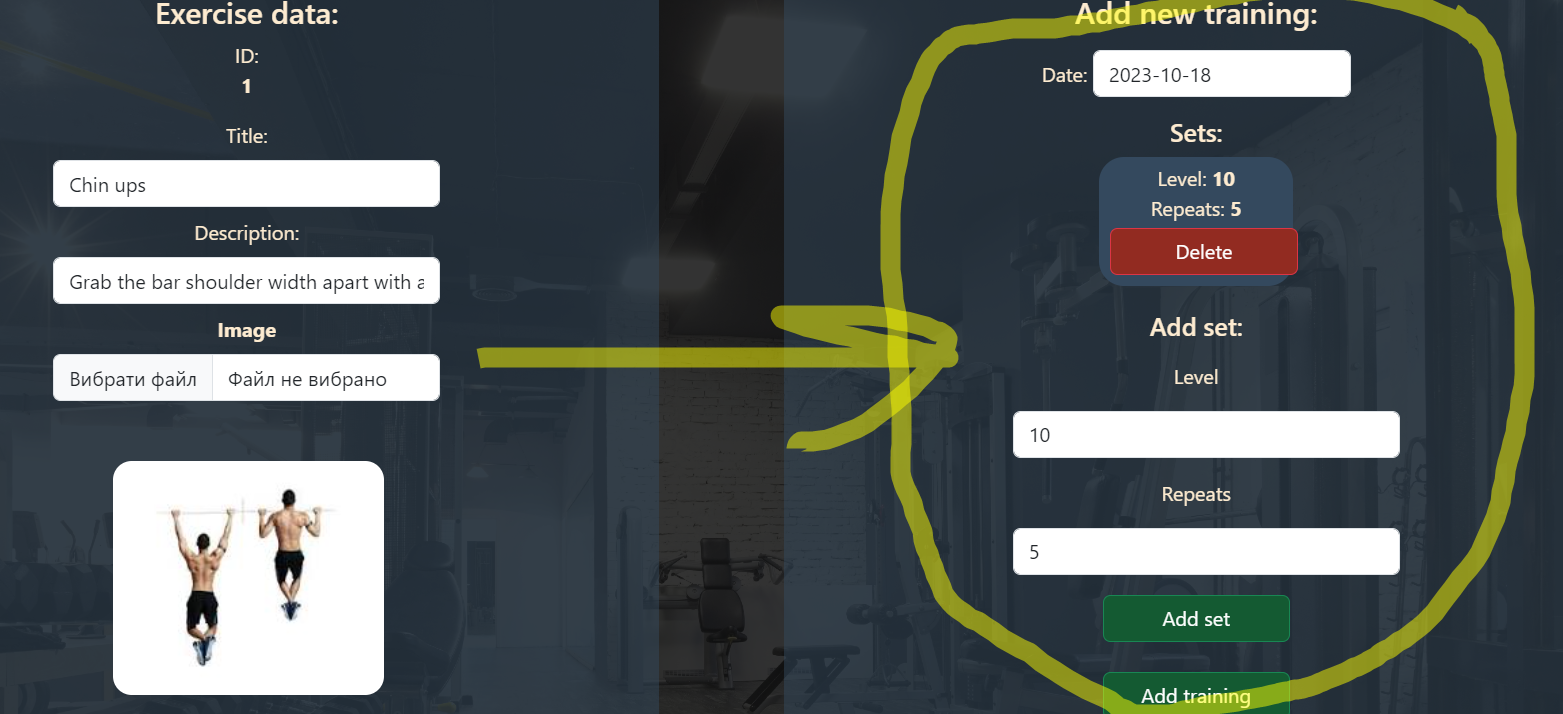 Exercise data:
ID:
1
Title:
Chin ups
Description:
Grab the bar shoulder width apart with a
Image
Вибрати файл Файл не вибрано
Add new training:
Date: 2023-10-18
Sets:
Level: 10
Repeats: 5
Delete
Add set:
Level
10
Repeats
5
Add set
Add training